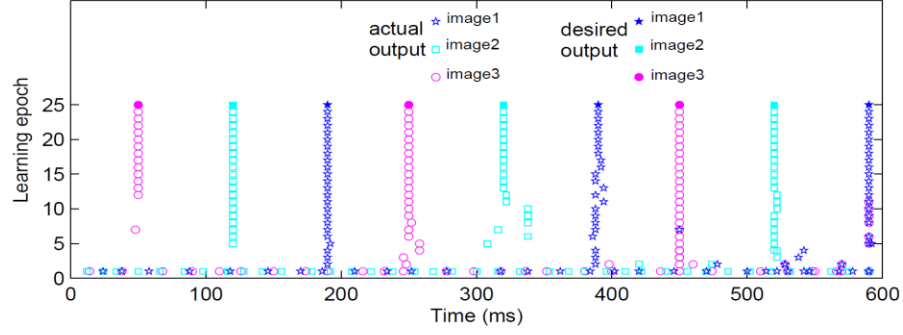 actual output
image1
image2
image3
desired output
image1
image2
image3
Learning epoch
25
20
15
10
5
0
0
100
200
300
400
500
600
Time (ms)